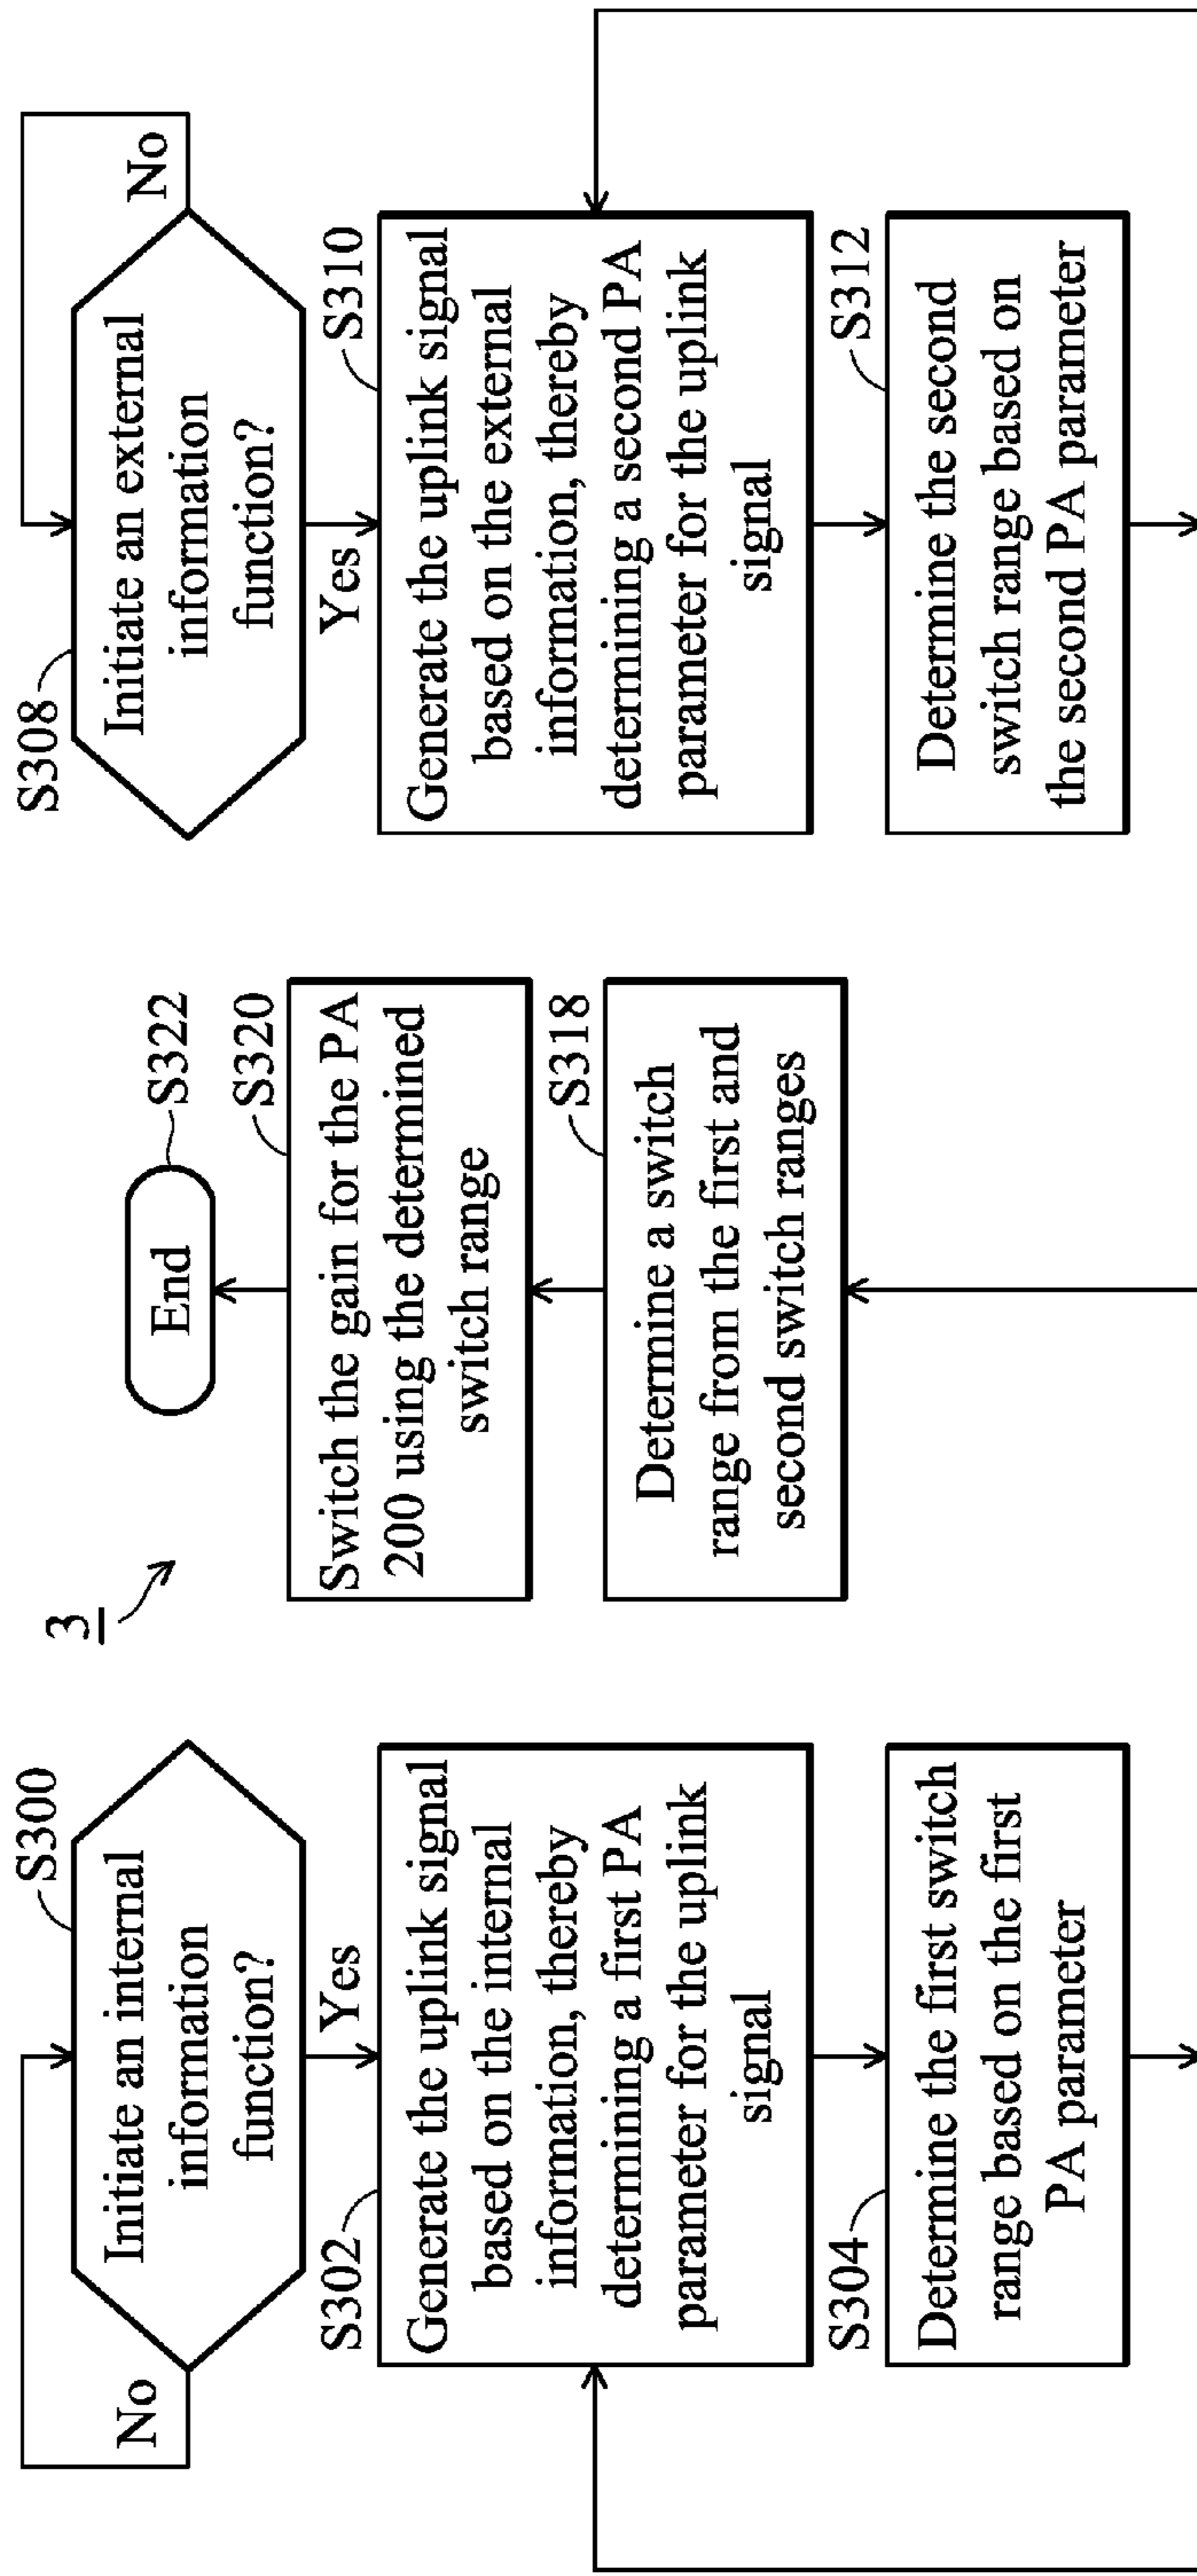 3
S300
Initiate an internal
information
function?
No
Yes
S302
Generate the uplink signal
based on the internal
information, thereby
determining a first PA
parameter for the uplink
signal
S304
Determine the first switch
range based on the first
PA parameter
End
S322
S320
Switch the gain for the PA
200 using the determined
switch range
S318
Determine a switch
range from the first and
second switch ranges
S308
Initiate an external
information
function?
No
Yes
S310
Generate the uplink signal
based on the external
information, thereby
determining a second PA
parameter for the uplink
signal
S312
Determine the second
switch range based on
the second PA parameter